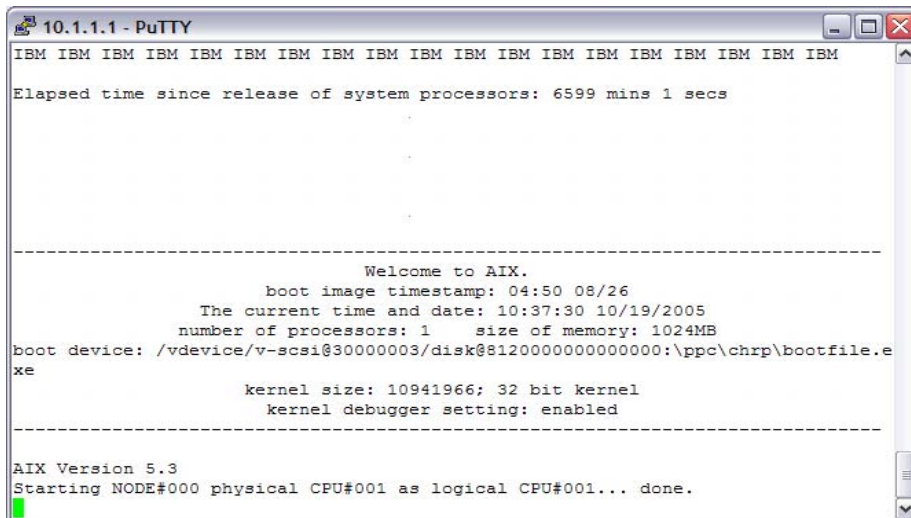 10.1.1.1 - PuTTY
IBM IBM IBM IBM IBM IBM IBM IBM IBM IBM IBM IBM IBM IBM IBM IBM IBM IBM IBM
Elapsed time since release of system processors: 6599 mins 1 secs
-------------------------------------------------------------------------------
Welcome to AIX.
boot image timestamp: 04:50 08/26
The current time and date: 10:37:30 10/19/2005
number of processors: 1    size of memory: 1024MB
boot device: /vdevice/v-scsi@30000003/disk@8120000000000000:\ppc\chrp\bootfile.e
xe
kernel size: 10941966; 32 bit kernel
kernel debugger setting: enabled
-------------------------------------------------------------------------------
AIX Version 5.3
Starting NODE#000 physical CPU#001 as logical CPU#001... done.